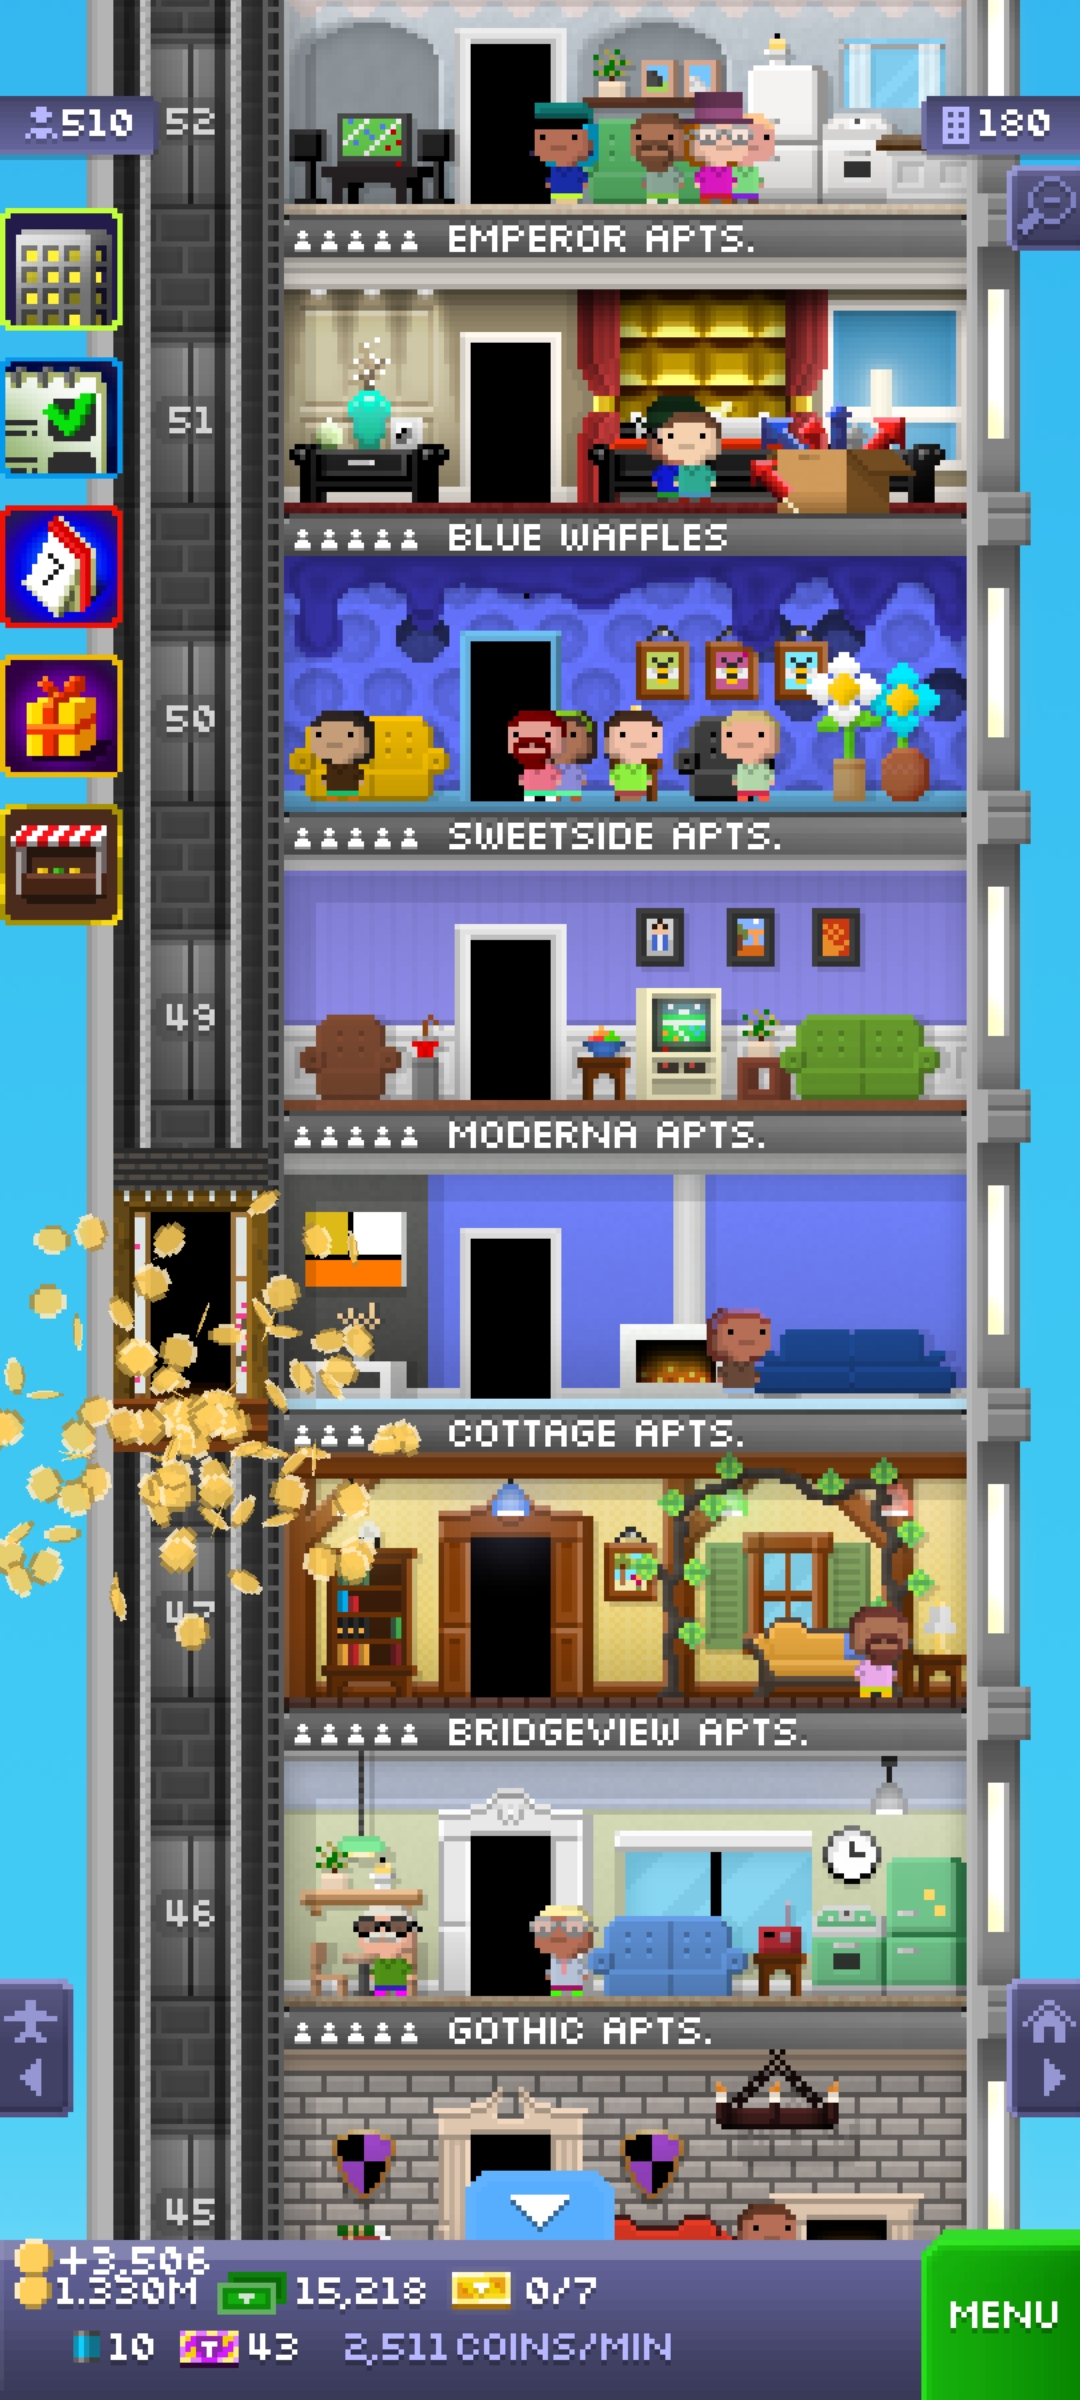 510
52
180
EMPEROR APTS.
51
BLUE WAFFLES
50
SWEETSIDE APTS.
49
MODERNA APTS.
COTTAGE APTS.
47
BRIDGEVIEW APTS.
46
GOTHIC APTS.
45
+3,506
1.330M 15,218 0/7
10 43 2,511 COINS/MIN
MENU